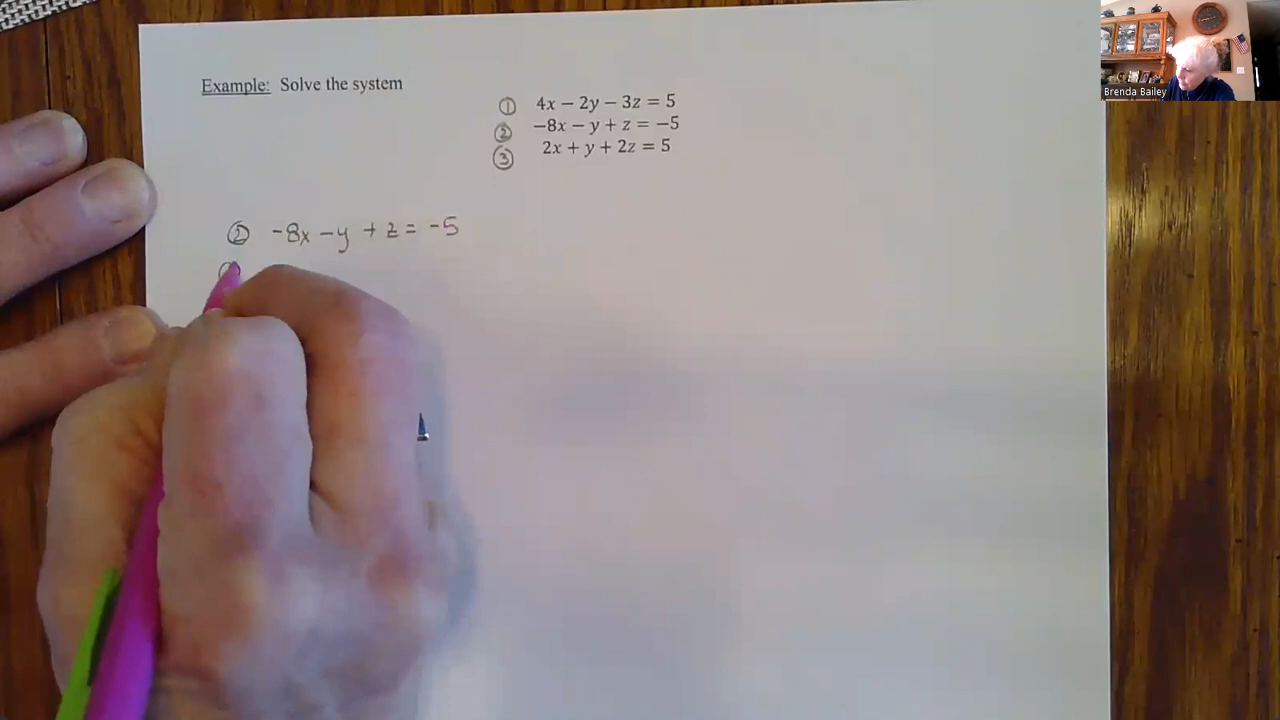 Example: Solve the system
① 4x − 2y − 3z = 5
② −8x − y + z = −5
③ 2x + y + 2z = 5
② -8x - y + z = -5
Brenda Bailey